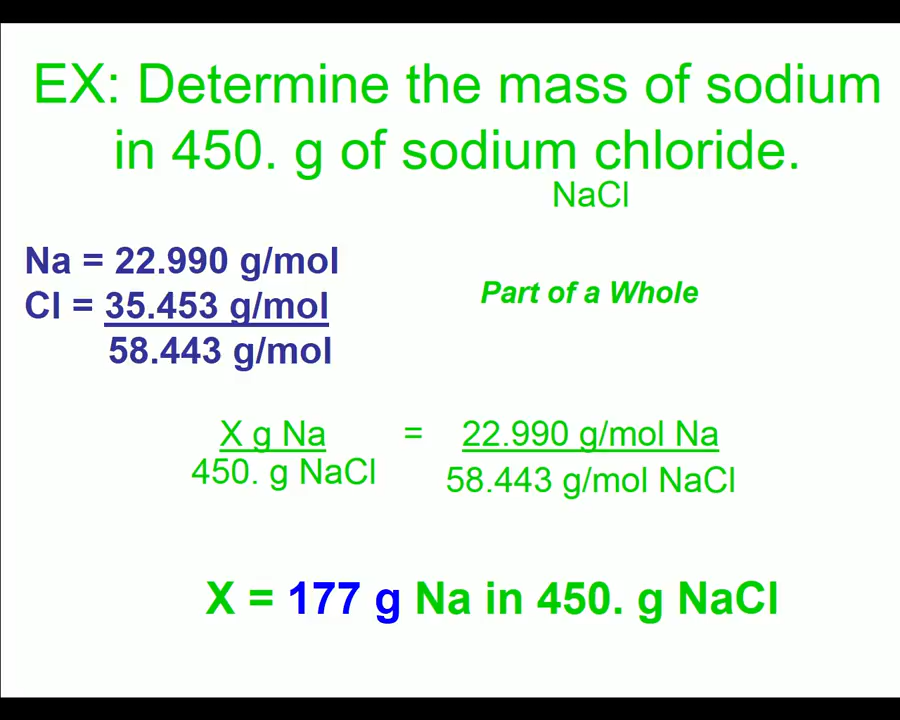 EX: Determine the mass of sodium
in 450. g of sodium chloride.
NaCl
Na = 22.990 g/mol
Cl = 35.453 g/mol
58.443 g/mol
Part of a Whole
X g Na = 22.990 g/mol Na
450. g NaCl 58.443 g/mol NaCl
X = 177 g Na in 450. g NaCl